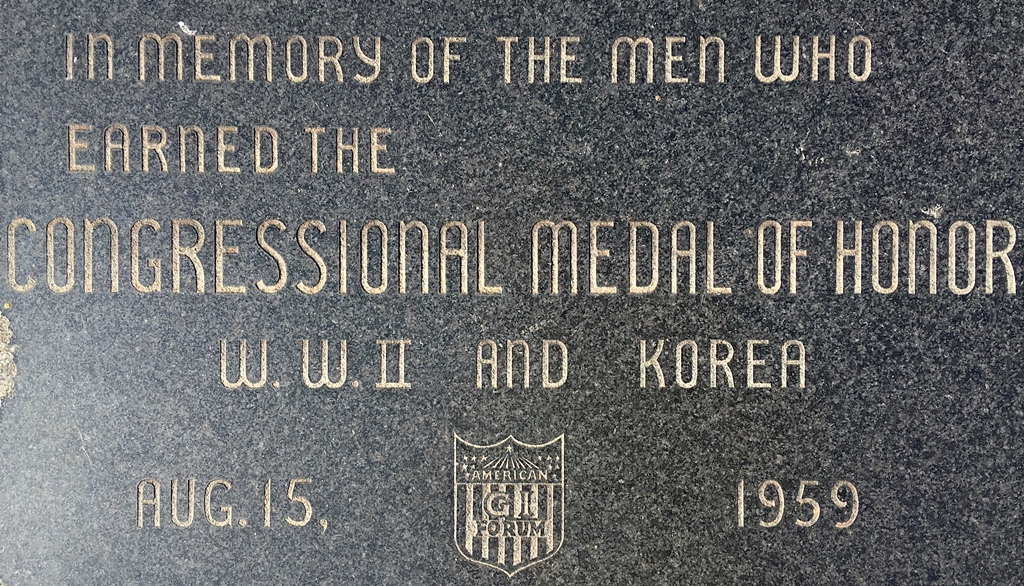 IN MEMORY OF THE MEN WHO
EARNED THE
CONGRESSIONAL MEDAL OF HONOR
W. W. II AND KOREA
AUG. 15, 1959
AMERICAN
GI
FORUM